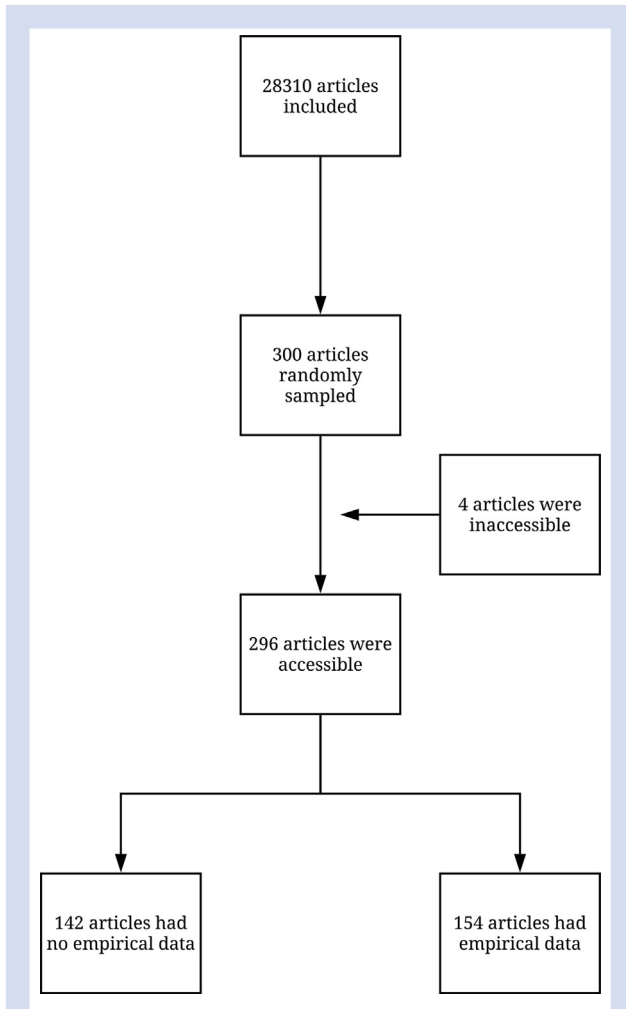 28310 articles
included
300 articles
randomly
sampled
4 articles were
inaccessible
296 articles were
accessible
142 articles had
no empirical data
154 articles had
empirical data